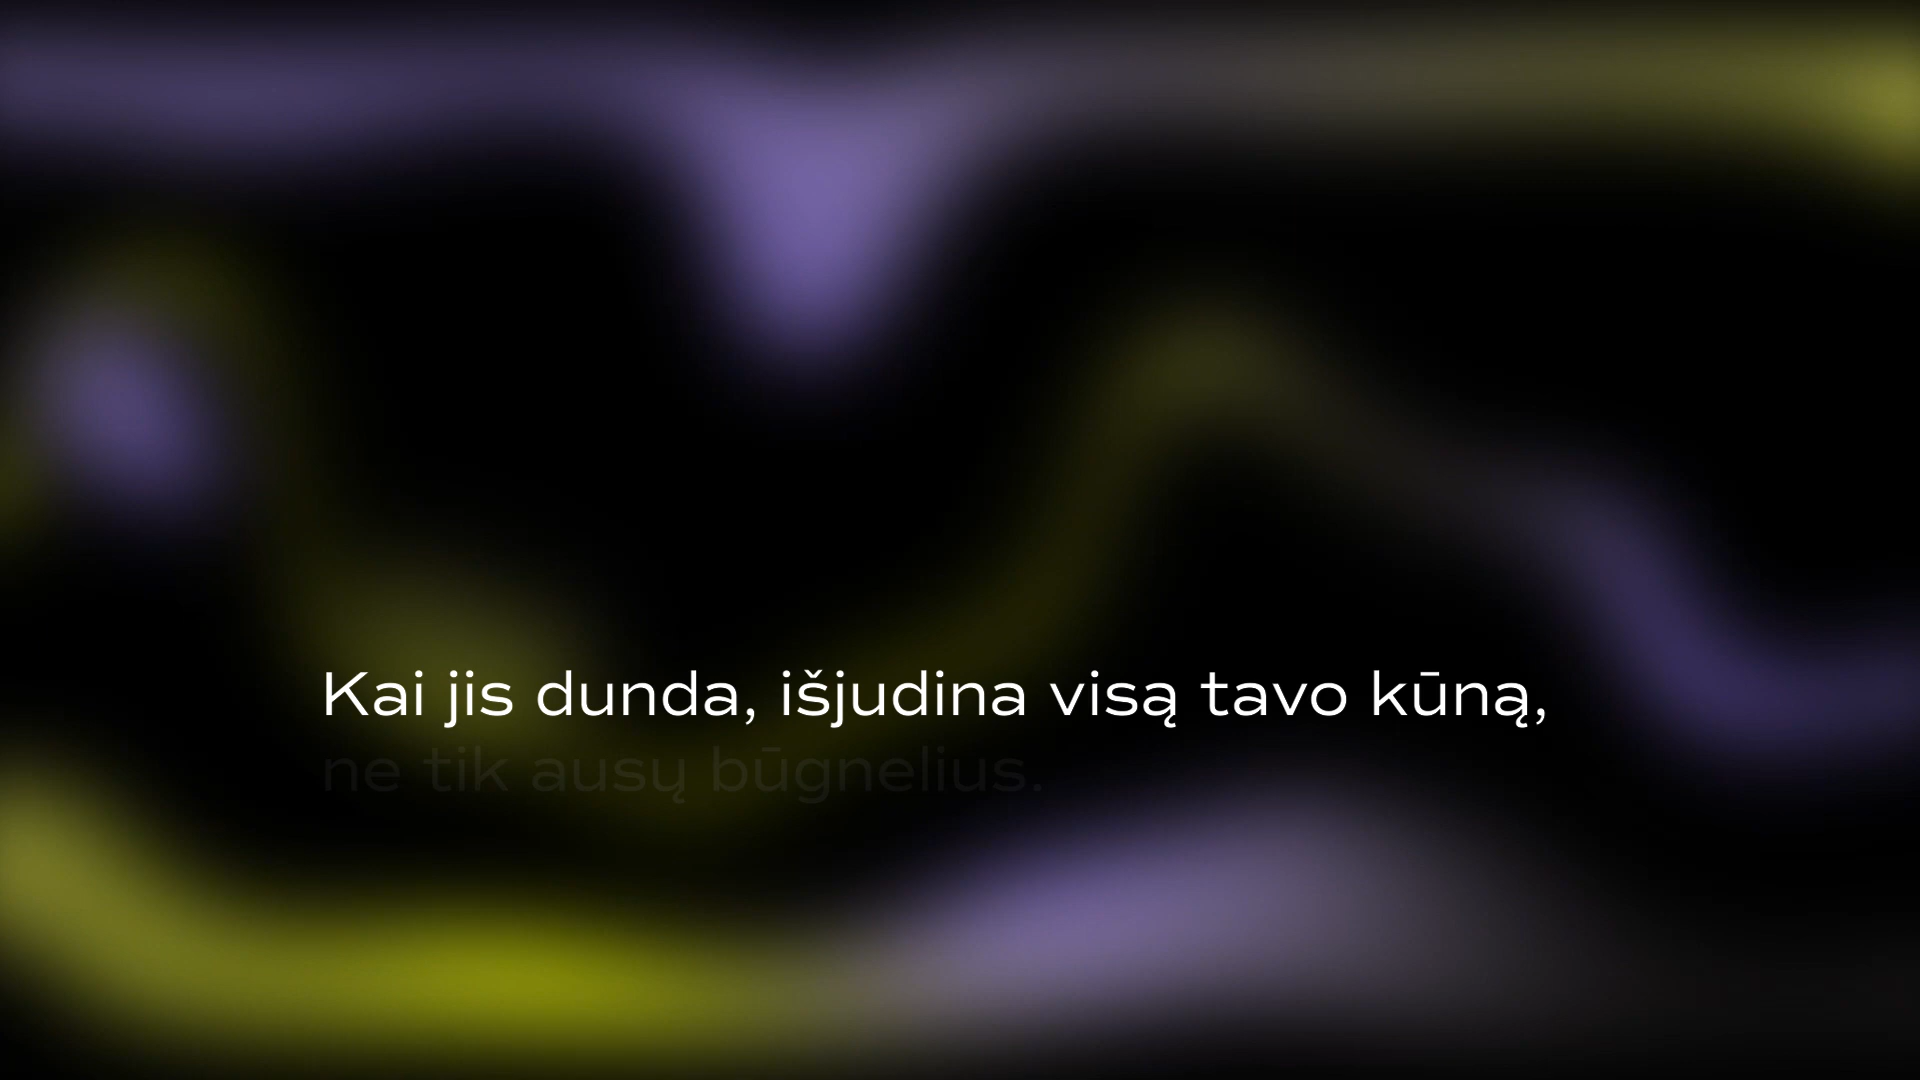 Kai jis dunda, išjudina visą tavo kūną,
ne tik ausų būgnelius.